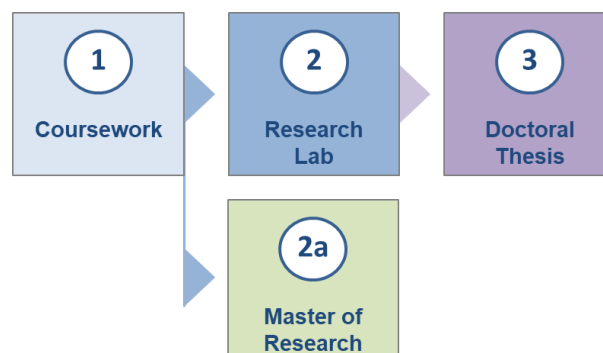 1
Coursework
2
Research
Lab
3
Doctoral
Thesis
2a
Master of
Research